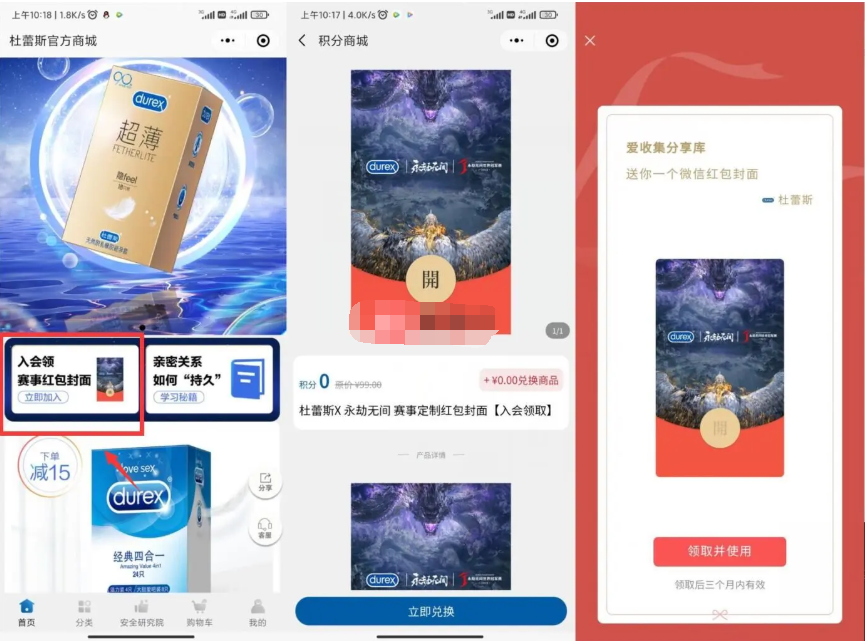 上午10:18 | 1.8K/s
杜蕾斯官方商城
durex
超薄
FETHERLITE
隐feel
杜蕾斯
入会领
赛事红包封面
立即加入
亲密关系
如何“持久”
学习秘籍
下单
减15
love sex
durex
经典四合一
Amazing Value 4in1
24只
分享
客服
首页
分类
安全研究院
购物车
我的
上午10:17 | 4.0K/s
积分商城
durex
永劫无间
開
1/1
积分 0 原价 ¥99.00
+ ¥0.00兑换商品
杜蕾斯X 永劫无间 赛事定制红包封面【入会领取】
产品详情
durex
永劫无间
立即兑换
爱收集分享库
送你一个微信红包封面
杜蕾斯
durex
永劫无间
開
领取并使用
领取后三个月内有效